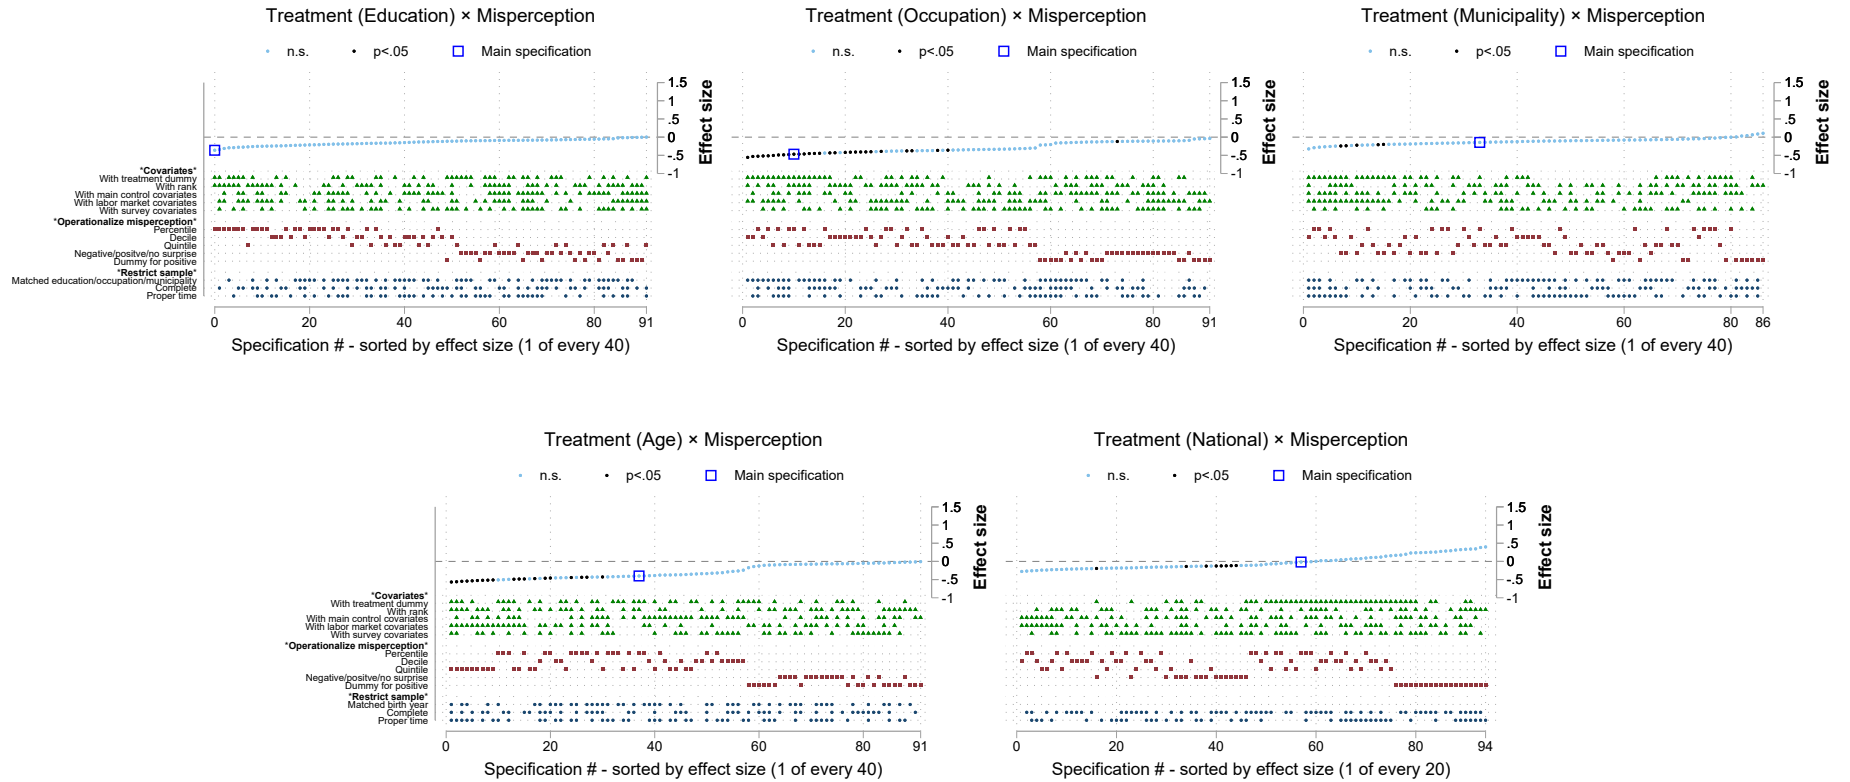 Treatment (Education) × Misperception
n.s.
p<.05
Main specification
1.5
1
.5
0
-.5
-1
Effect size
*Covariates*
With treatment dummy
With rank
With main control covariates
With labor market covariates
With survey covariates
*Operationalize misperception*
Percentile
Decile
Quintile
Negative/positve/no surprise
Dummy for positive
*Restrict sample*
Matched education/occupation/municipality
Complete
Proper time
0 20 40 60 80 91
Specification # - sorted by effect size (1 of every 40)
Treatment (Occupation) × Misperception
n.s.
p<.05
Main specification
1.5
1
.5
0
-.5
-1
Effect size
0 20 40 60 80 91
Specification # - sorted by effect size (1 of every 40)
Treatment (Municipality) × Misperception
n.s.
p<.05
Main specification
1.5
1
.5
0
-.5
-1
Effect size
0 20 40 60 80 86
Specification # - sorted by effect size (1 of every 40)
Treatment (Age) × Misperception
n.s.
p<.05
Main specification
1.5
1
.5
0
-.5
-1
Effect size
*Covariates*
With treatment dummy
With rank
With main control covariates
With labor market covariates
With survey covariates
*Operationalize misperception*
Percentile
Decile
Quintile
Negative/positve/no surprise
Dummy for positive
*Restrict sample*
Matched birth year
Complete
Proper time
0 20 40 60 80 91
Specification # - sorted by effect size (1 of every 40)
Treatment (National) × Misperception
n.s.
p<.05
Main specification
1.5
1
.5
0
-.5
-1
Effect size
0 20 40 60 80 94
Specification # - sorted by effect size (1 of every 20)